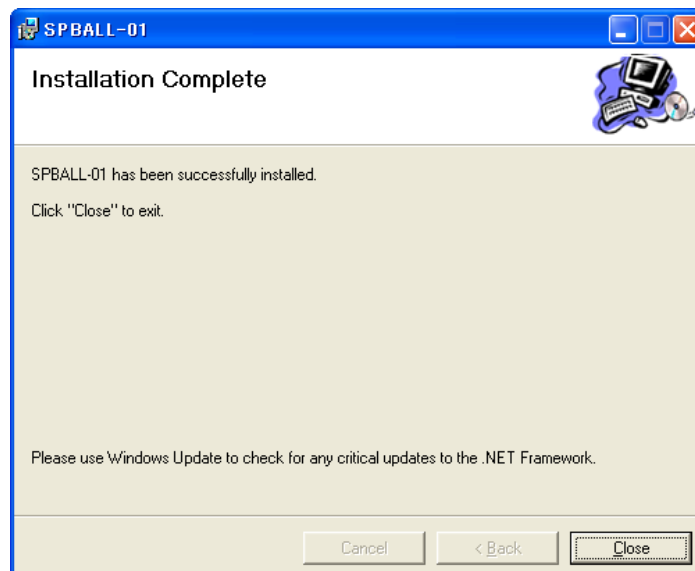 SPBALL-01
Installation Complete
SPBALL-01 has been successfully installed.
Click "Close" to exit.
Please use Windows Update to check for any critical updates to the .NET Framework.
Cancel
< Back
Close